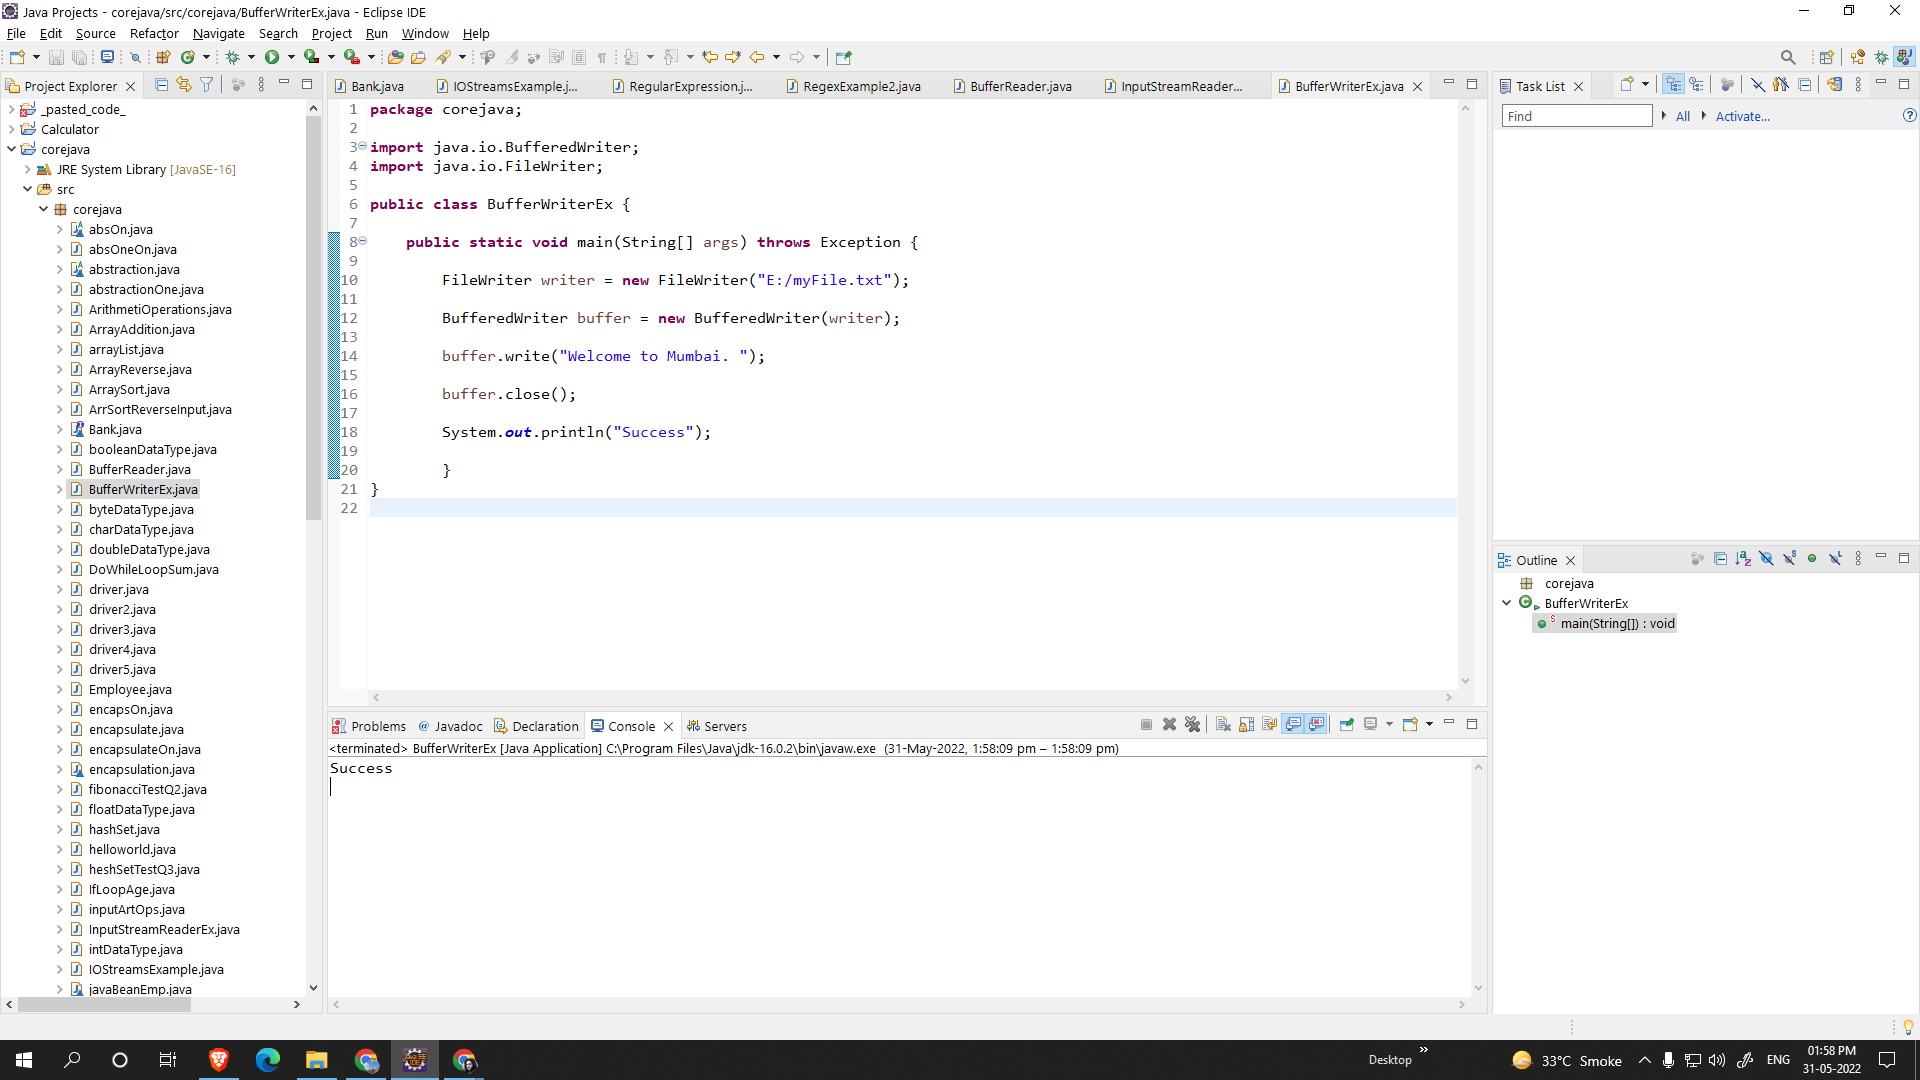 Java Projects - corejava/src/corejava/BufferWriterEx.java - Eclipse IDE
File Edit Source Refactor Navigate Search Project Run Window Help
Project Explorer
_pasted_code_
Calculator
corejava
JRE System Library [JavaSE-16]
src
corejava
absOn.java
absOneOn.java
abstraction.java
abstractionOne.java
ArithmetiOperations.java
ArrayAddition.java
arrayList.java
ArrayReverse.java
ArraySort.java
ArrSortReverseInput.java
Bank.java
booleanDataType.java
BufferReader.java
BufferWriterEx.java
byteDataType.java
charDataType.java
doubleDataType.java
DoWhileLoopSum.java
driver.java
driver2.java
driver3.java
driver4.java
driver5.java
Employee.java
encapsOn.java
encapsulate.java
encapsulateOn.java
encapsulation.java
fibonacciTestQ2.java
floatDataType.java
hashSet.java
helloworld.java
heshSetTestQ3.java
IfLoopAge.java
inputArtOps.java
InputStreamReaderEx.java
intDataType.java
IOStreamsExample.java
javaBeanEmp.java
Bank.java IOStreamsExample.j... RegularExpression.j... RegexExample2.java BufferReader.java InputStreamReader... BufferWriterEx.java
1 package corejava;
2
3 import java.io.BufferedWriter;
4 import java.io.FileWriter;
5
6 public class BufferWriterEx {
7
8 public static void main(String[] args) throws Exception {
9
10 FileWriter writer = new FileWriter("E:/myFile.txt");
11
12 BufferedWriter buffer = new BufferedWriter(writer);
13
14 buffer.write("Welcome to Mumbai. ");
15
16 buffer.close();
17
18 System.out.println("Success");
19
20 }
21 }
22
Problems Javadoc Declaration Console Servers
<terminated> BufferWriterEx [Java Application] C:\Program Files\Java\jdk-16.0.2\bin\javaw.exe (31-May-2022, 1:58:09 pm – 1:58:09 pm)
Success
Task List
Find All Activate...
Outline
corejava
BufferWriterEx
main(String[]) : void
Desktop 33°C Smoke ENG 01:58 PM
31-05-2022